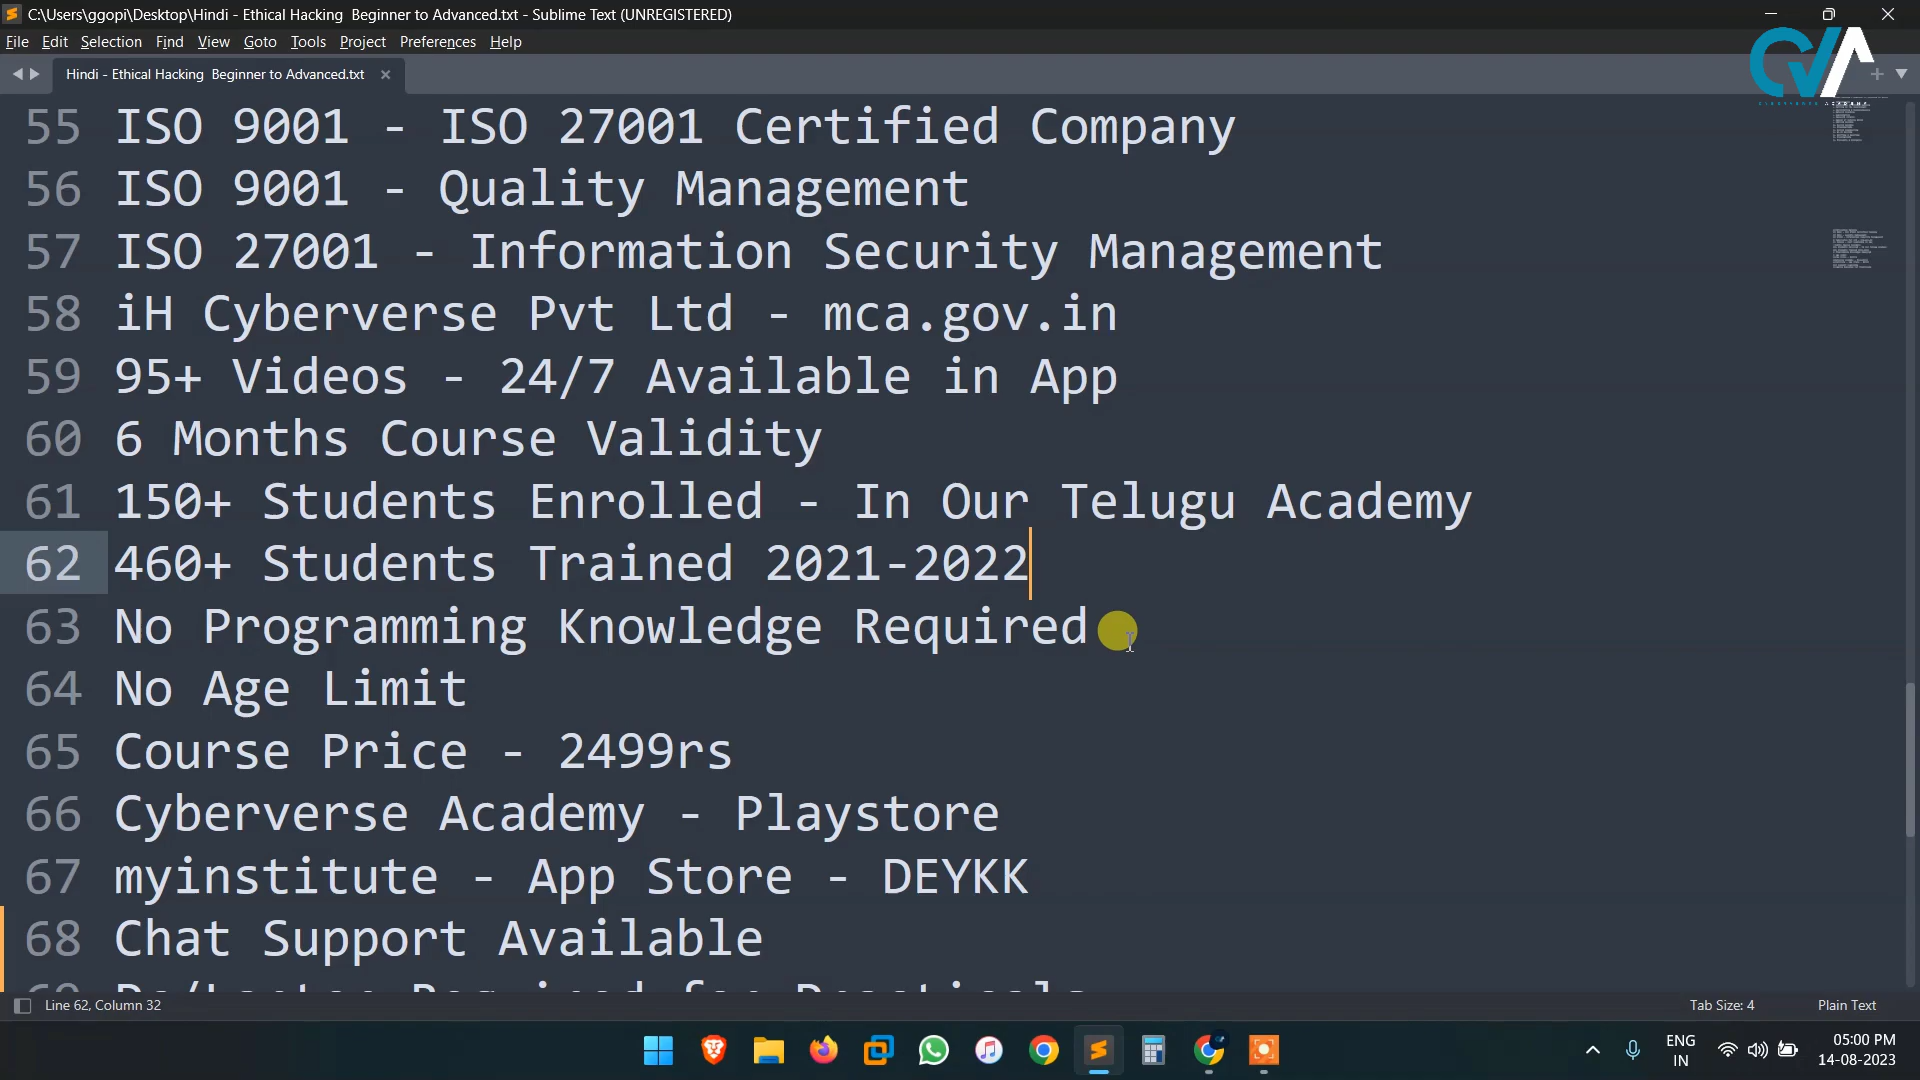 C:\Users\ggopi\Desktop\Hindi - Ethical Hacking  Beginner to Advanced.txt - Sublime Text (UNREGISTERED)
File Edit Selection Find View Goto Tools Project Preferences Help
Hindi - Ethical Hacking  Beginner to Advanced.txt
55 ISO 9001 - ISO 27001 Certified Company
56 ISO 9001 - Quality Management
57 ISO 27001 - Information Security Management
58 iH Cyberverse Pvt Ltd - mca.gov.in
59 95+ Videos - 24/7 Available in App
60 6 Months Course Validity
61 150+ Students Enrolled - In Our Telugu Academy
62 460+ Students Trained 2021-2022
63 No Programming Knowledge Required
64 No Age Limit
65 Course Price - 2499rs
66 Cyberverse Academy - Playstore
67 myinstitute - App Store - DEYKK
68 Chat Support Available
Line 62, Column 32
Tab Size: 4
Plain Text
ENG
IN
05:00 PM
14-08-2023